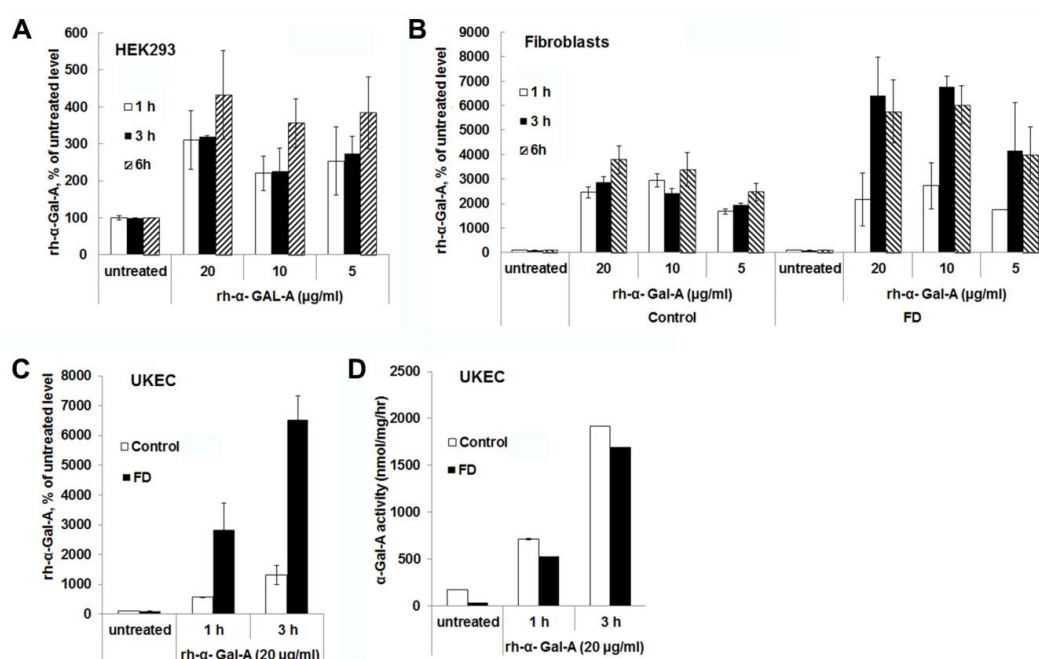 A
HEK293
rh-α-Gal-A, % of untreated level
600
500
400
300
200
100
0
1 h
3 h
6h
untreated
20
10
5
rh-α- GAL-A (µg/ml)
B
Fibroblasts
rh-α-Gal-A, % of untreated level
9000
8000
7000
6000
5000
4000
3000
2000
1000
0
1 h
3 h
6h
untreated
20
10
5
untreated
20
10
5
rh-α- Gal-A (µg/ml)
rh-α- Gal-A (µg/ml)
Control
FD
C
UKEC
rh-α-Gal-A, % of untreated level
8000
7000
6000
5000
4000
3000
2000
1000
0
Control
FD
untreated
1 h
3 h
rh-α- Gal-A (20 µg/ml)
D
UKEC
α-Gal-A activity (nmol/mg/hr)
2500
2000
1500
1000
500
0
Control
FD
untreated
1 h
3 h
rh-α- Gal-A (20 µg/ml)